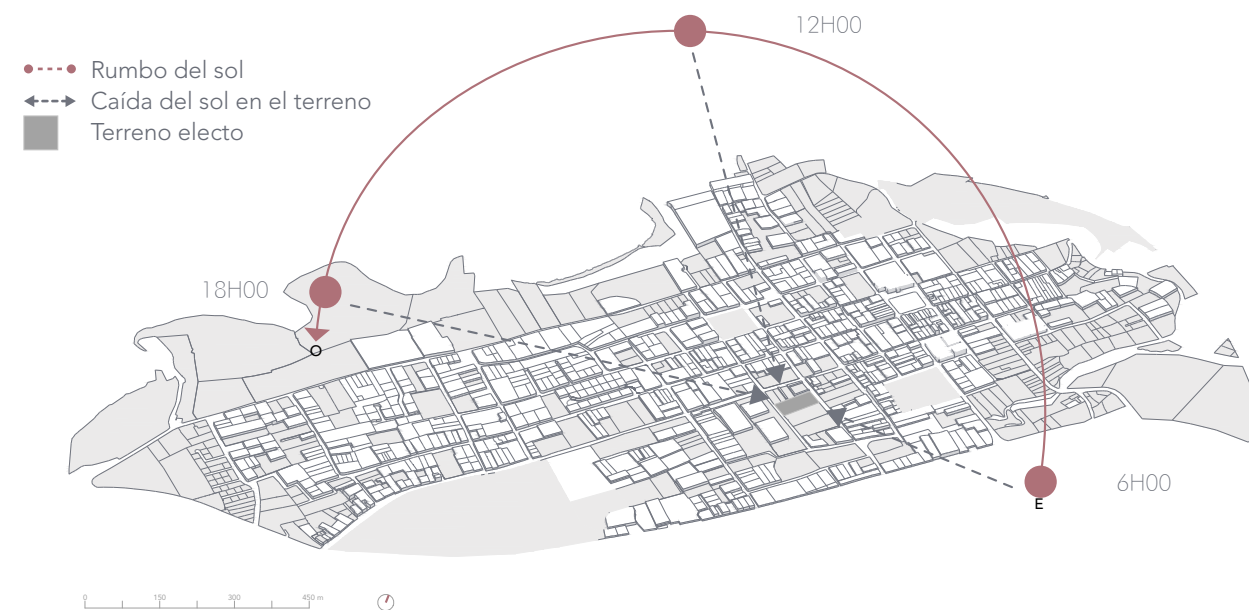 12H00
Rumbo del sol
Caída del sol en el terreno
Terreno electo
18H00
O
6H00
E
0 150 300 450 m